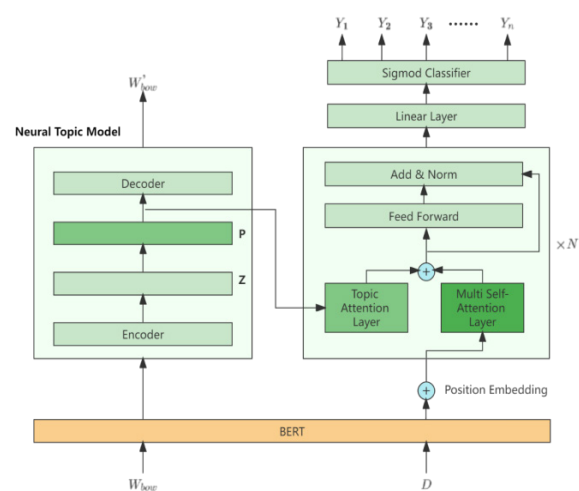 Y₁ Y₂ Y₃ ...... Yₙ
Sigmod Classifier
W'bow
Linear Layer
Neural Topic Model
Add & Norm
Decoder
Feed Forward
P
×N
Z
Topic Attention Layer
Multi Self-Attention Layer
Encoder
Position Embedding
BERT
Wbow
D